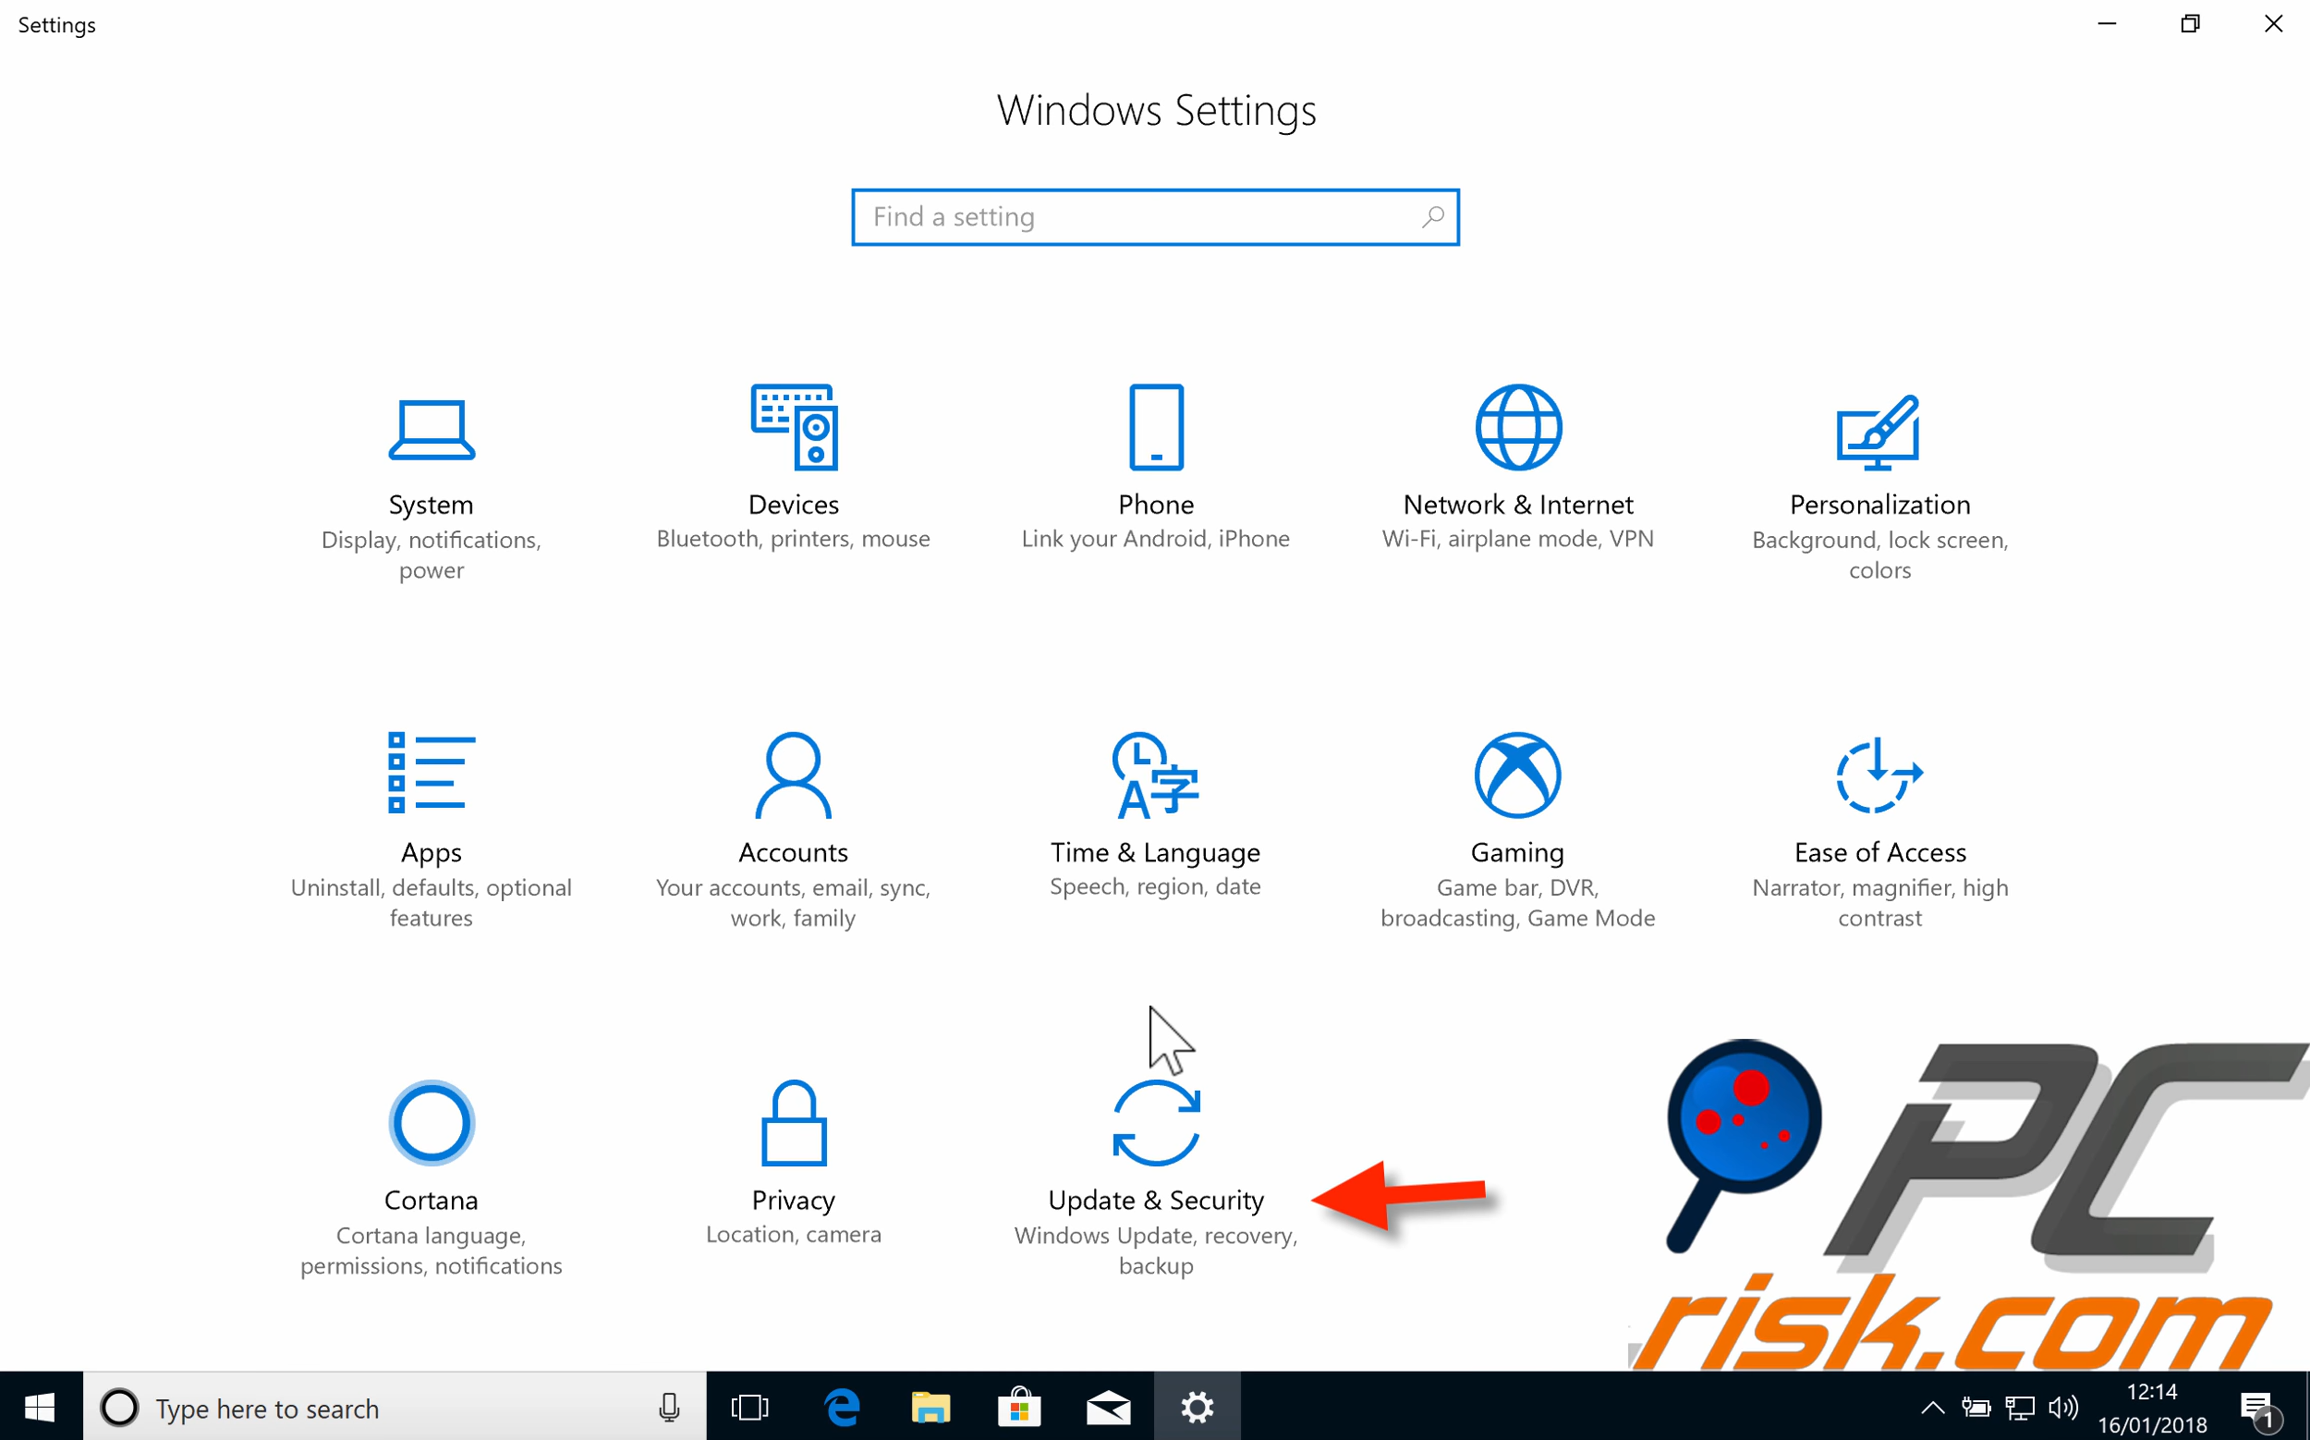 Settings
Windows Settings
Find a setting
System
Display, notifications,
power
Devices
Bluetooth, printers, mouse
Phone
Link your Android, iPhone
Network & Internet
Wi-Fi, airplane mode, VPN
Personalization
Background, lock screen,
colors
Apps
Uninstall, defaults, optional
features
Accounts
Your accounts, email, sync,
work, family
A字
Time & Language
Speech, region, date
Gaming
Game bar, DVR,
broadcasting, Game Mode
Ease of Access
Narrator, magnifier, high
contrast
Cortana
Cortana language,
permissions, notifications
Privacy
Location, camera
Update & Security
Windows Update, recovery,
backup
PC
risk.com
Type here to search
12:14
16/01/2018
1